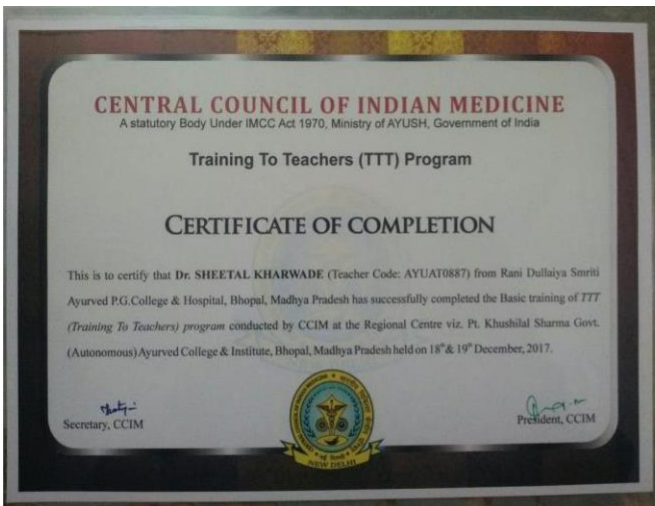 CENTRAL COUNCIL OF INDIAN MEDICINE
A statutory Body Under IMCC Act 1970, Ministry of AYUSH, Government of India
Training To Teachers (TTT) Program
CERTIFICATE OF COMPLETION
This is to certify that Dr. SHEETAL KHARWADE (Teacher Code: AYUAT0887) from Rani Dullaiya Smriti
Ayurved P.G.College & Hospital, Bhopal, Madhya Pradesh has successfully completed the Basic training of TTT
(Training To Teachers) program conducted by CCIM at the Regional Centre viz. Pt. Khushilal Sharma Govt.
(Autonomous) Ayurved College & Institute, Bhopal, Madhya Pradesh held on 18th & 19th December, 2017.
Secretary, CCIM
President, CCIM
नई दिल्ली
NEW DELHI